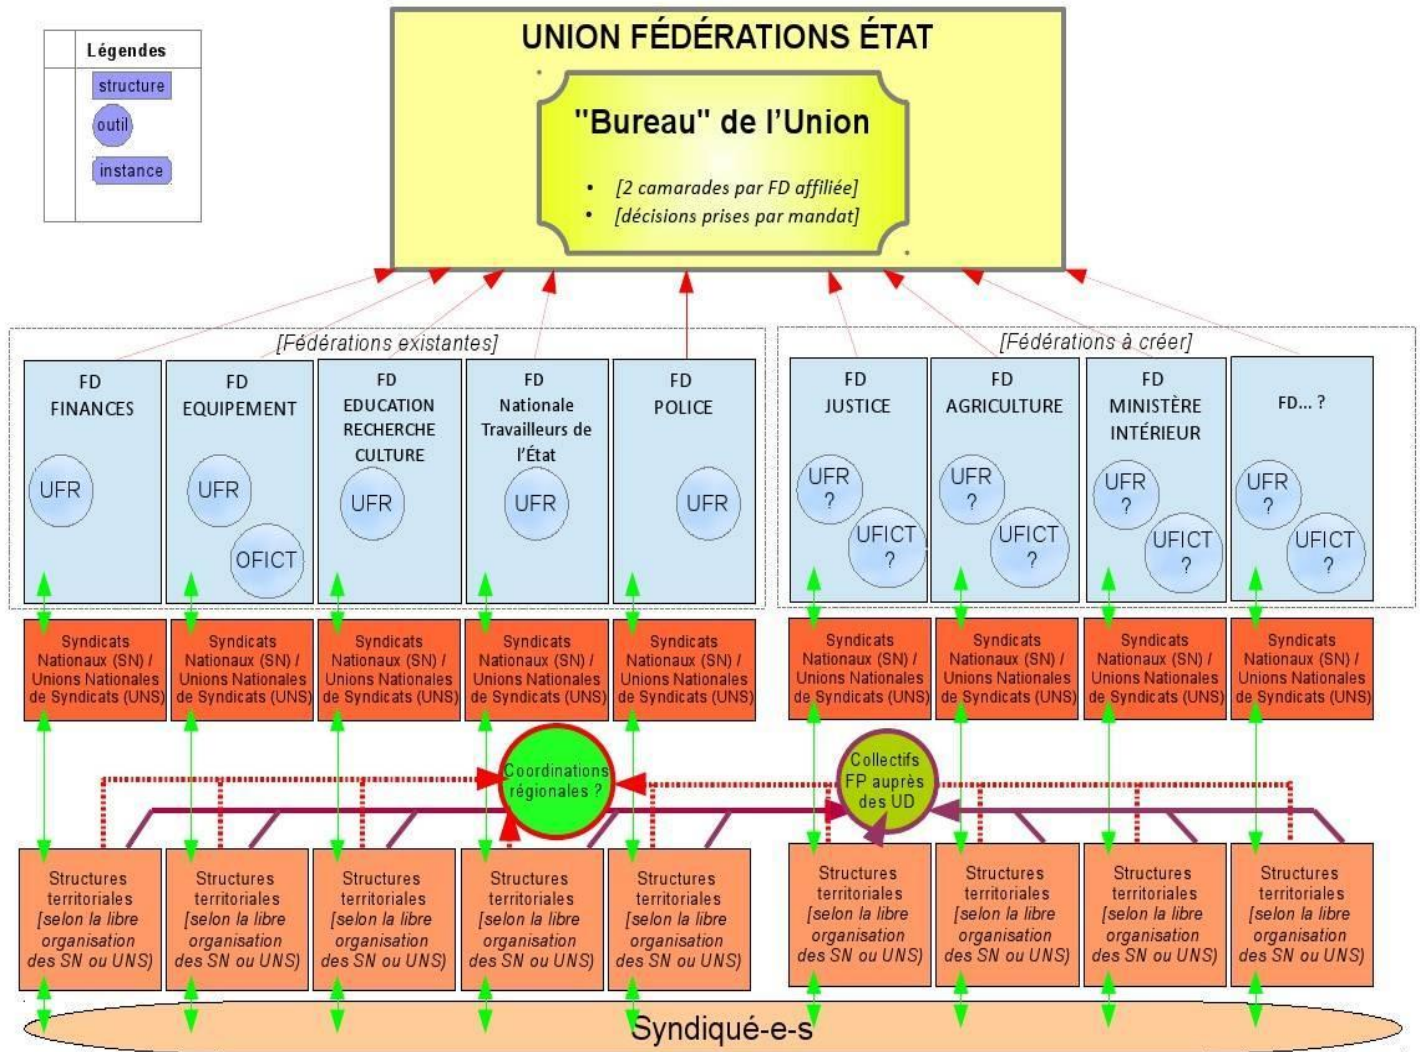 Légendes
structure
outil
instance
UNION FÉDÉRATIONS ÉTAT
"Bureau" de l’Union
• [2 camarades par FD affiliée]
• [décisions prises par mandat]
[Fédérations existantes]
[Fédérations à créer]
FD
FINANCES
UFR
FD
EQUIPEMENT
UFR
OFICT
FD
EDUCATION
RECHERCHE
CULTURE
UFR
FD
Nationale
Travailleurs de
l’État
UFR
FD
POLICE
UFR
FD
JUSTICE
UFR
?
UFICT
?
FD
AGRICULTURE
UFR
?
UFICT
?
FD
MINISTÈRE
INTÉRIEUR
UFR
?
UFICT
?
FD... ?
UFR
?
UFICT
?
Syndicats
Nationaux (SN) /
Unions Nationales
de Syndicats (UNS)
Syndicats
Nationaux (SN) /
Unions Nationales
de Syndicats (UNS)
Syndicats
Nationaux (SN) /
Unions Nationales
de Syndicats (UNS)
Syndicats
Nationaux (SN) /
Unions Nationales
de Syndicats (UNS)
Syndicats
Nationaux (SN) /
Unions Nationales
de Syndicats (UNS)
Syndicats
Nationaux (SN) /
Unions Nationales
de Syndicats (UNS)
Syndicats
Nationaux (SN) /
Unions Nationales
de Syndicats (UNS)
Syndicats
Nationaux (SN) /
Unions Nationales
de Syndicats (UNS)
Syndicats
Nationaux (SN) /
Unions Nationales
de Syndicats (UNS)
Coordinations
régionales ?
Collectifs
FP auprès
des UD
Structures
territoriales
[selon la libre
organisation
des SN ou UNS)
Structures
territoriales
[selon la libre
organisation
des SN ou UNS)
Structures
territoriales
[selon la libre
organisation
des SN ou UNS)
Structures
territoriales
[selon la libre
organisation
des SN ou UNS)
Structures
territoriales
[selon la libre
organisation
des SN ou UNS)
Structures
territoriales
[selon la libre
organisation
des SN ou UNS)
Structures
territoriales
[selon la libre
organisation
des SN ou UNS)
Structures
territoriales
[selon la libre
organisation
des SN ou UNS)
Structures
territoriales
[selon la libre
organisation
des SN ou UNS)
Syndiqué-e-s